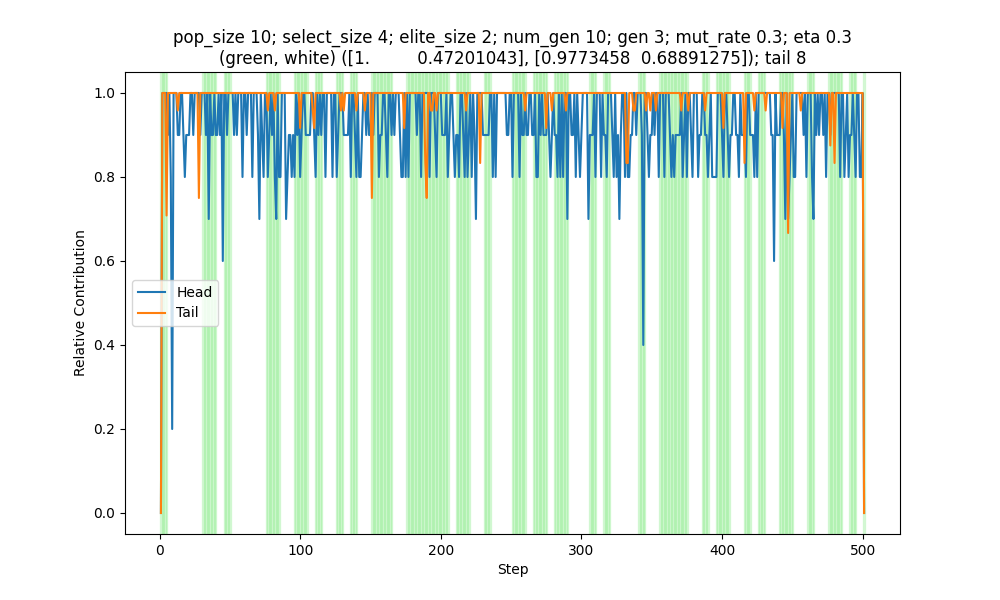 pop_size 10; select_size 4; elite_size 2; num_gen 10; gen 3; mut_rate 0.3; eta 0.3
(green, white) ([1.          0.47201043], [0.9773458  0.68891275]); tail 8
1.0
0.8
0.6
0.4
0.2
0.0
Relative Contribution
Head
Tail
0
100
200
300
400
500
Step